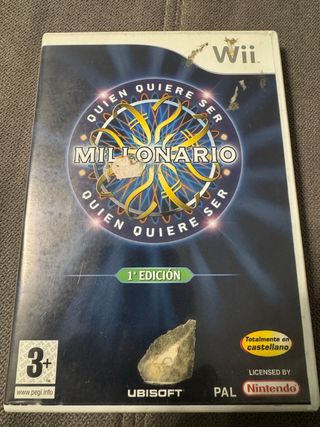 Wii
QUIEN QUIERE SER
MILLONARIO
QUIEN QUIERE SER
1ª EDICIÓN
Totalmente en
castellano
3+
www.pegi.info
UBISOFT
PAL
LICENSED BY
Nintendo